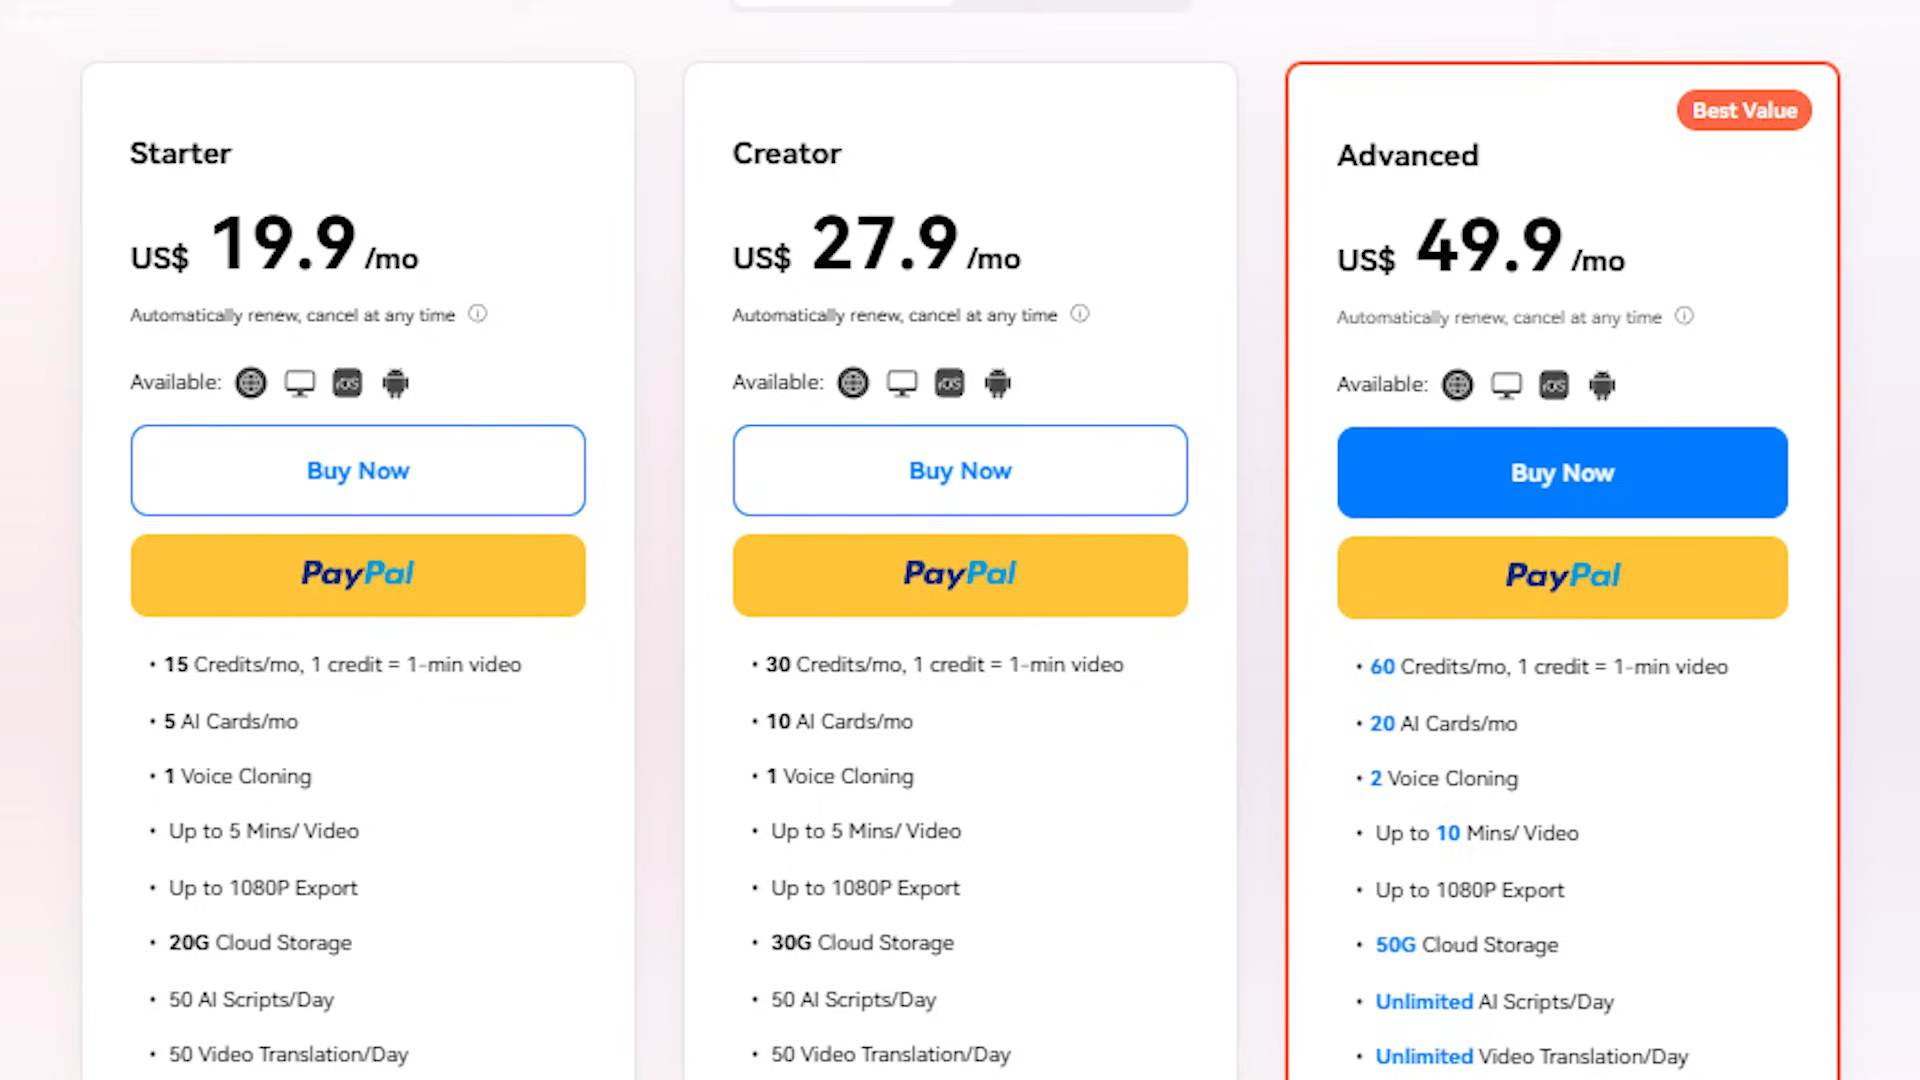 Starter
US$ 19.9 /mo
Automatically renew, cancel at any time
Available: iOS
Buy Now
PayPal
• 15 Credits/mo, 1 credit = 1-min video
• 5 AI Cards/mo
• 1 Voice Cloning
• Up to 5 Mins/ Video
• Up to 1080P Export
• 20G Cloud Storage
• 50 AI Scripts/Day
• 50 Video Translation/Day
Creator
US$ 27.9 /mo
Automatically renew, cancel at any time
Available: iOS
Buy Now
PayPal
• 30 Credits/mo, 1 credit = 1-min video
• 10 AI Cards/mo
• 1 Voice Cloning
• Up to 5 Mins/ Video
• Up to 1080P Export
• 30G Cloud Storage
• 50 AI Scripts/Day
• 50 Video Translation/Day
Best Value
Advanced
US$ 49.9 /mo
Automatically renew, cancel at any time
Available: iOS
Buy Now
PayPal
• 60 Credits/mo, 1 credit = 1-min video
• 20 AI Cards/mo
• 2 Voice Cloning
• Up to 10 Mins/ Video
• Up to 1080P Export
• 50G Cloud Storage
• Unlimited AI Scripts/Day
• Unlimited Video Translation/Day